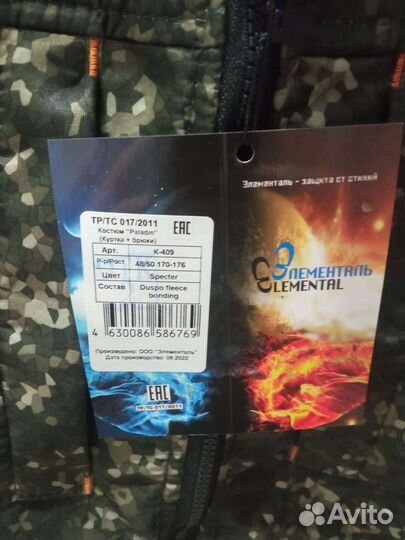 ТР/ТС 017/2011 EAC
Костюм "Paladin"
(Куртка + брюки)
Арт. К-409
Р-р/Рост 48/50 170-176
Цвет Specter
Состав Duspo fleece
bonding
4 630086 586769
Произведено: ООО "Элементаль"
Дата производства: 08.2022
EAC
ТР/ТС 017/2011
Элементаль - защита от стихий
Элементаль
Elemental
Avito